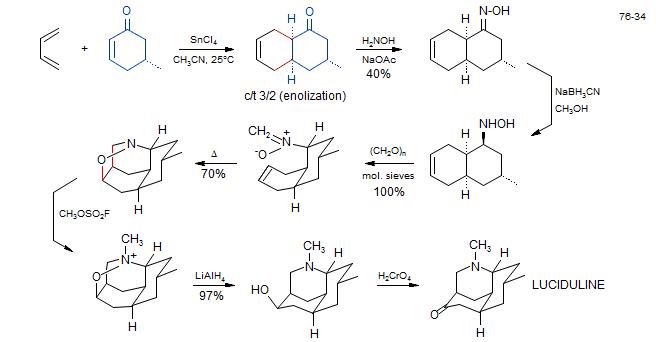 76-34
O
+
SnCl4
CH3CN, 25°C
H
O
H
c/t 3/2 (enolization)
H2NOH
NaOAc
40%
H
N-OH
H
NaBH3CN
CH3OH
H
NHOH
H
(CH2O)n
mol. sieves
100%
CH2
+
N
-O
H
H
Δ
70%
O
N
H
H
CH3OSO2F
CH3
N+
O
H
H
LiAlH4
97%
CH3
N
H
HO
H
H2CrO4
CH3
N
H
O
H
LUCIDULINE